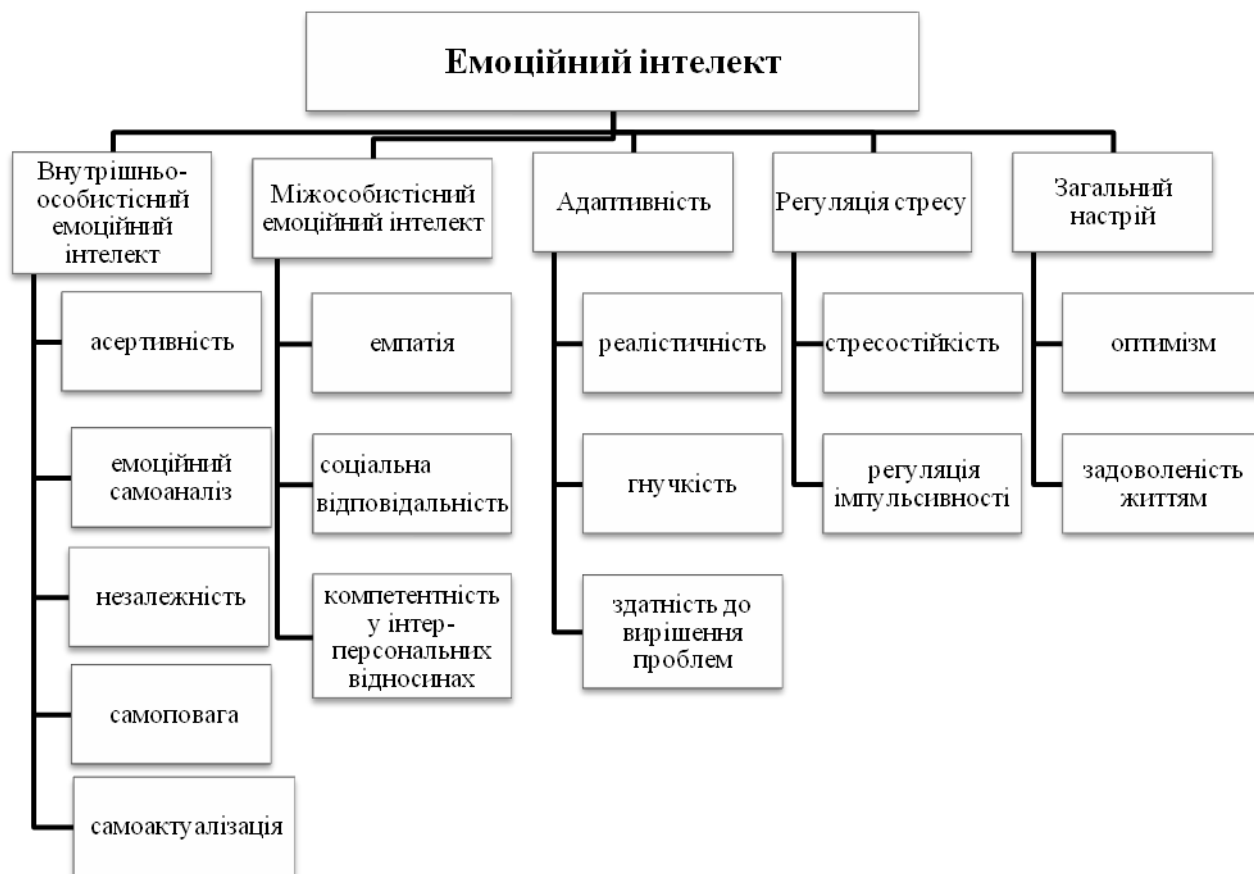 Емоційний інтелект
Внутрішньо-
особистісний
емоційний
інтелект
асертивність
емоційний
самоаналіз
незалежність
самоповага
самоактуалізація
Міжособистісний
емоційний інтелект
емпатія
соціальна
відповідальність
компетентність
у інтер-
персональних
відносинах
Адаптивність
реалістичність
гнучкість
здатність до
вирішення
проблем
Регуляція стресу
стресостійкість
регуляція
імпульсивності
Загальний
настрій
оптимізм
задоволеність
життям